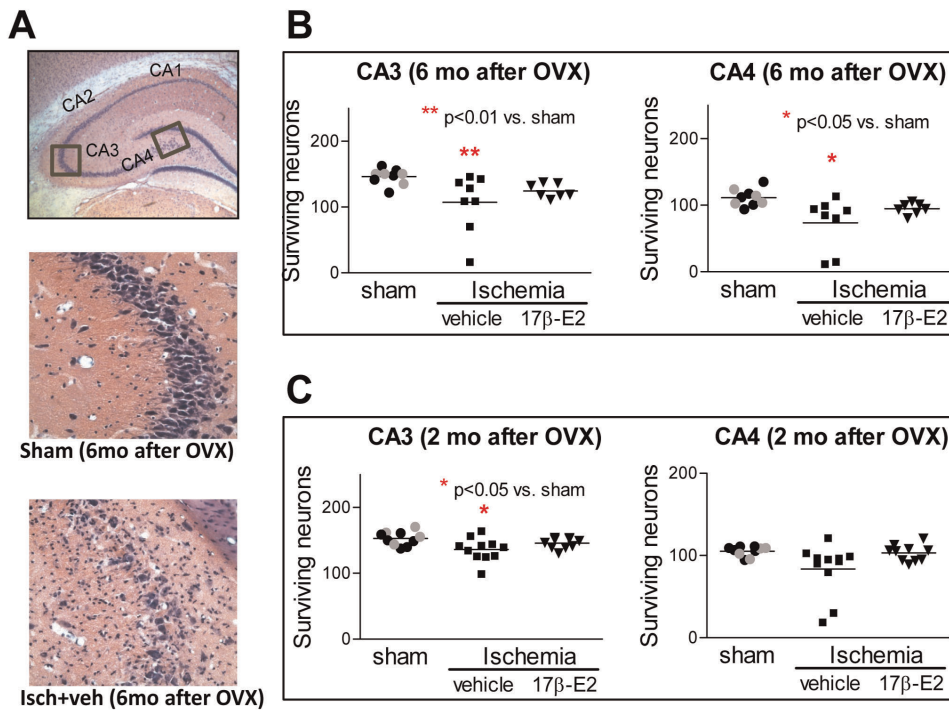 A
CA1
CA2
CA3
CA4
Sham (6mo after OVX)
Isch+veh (6mo after OVX)
B
CA3 (6 mo after OVX)
** p<0.01 vs. sham
**
Surviving neurons
200
100
0
sham
Ischemia
vehicle 17β-E2
CA4 (6 mo after OVX)
* p<0.05 vs. sham
*
Surviving neurons
200
100
0
sham
Ischemia
vehicle 17β-E2
C
CA3 (2 mo after OVX)
* p<0.05 vs. sham
*
Surviving neurons
200
100
0
sham
Ischemia
vehicle 17β-E2
CA4 (2 mo after OVX)
Surviving neurons
200
100
0
sham
Ischemia
vehicle 17β-E2